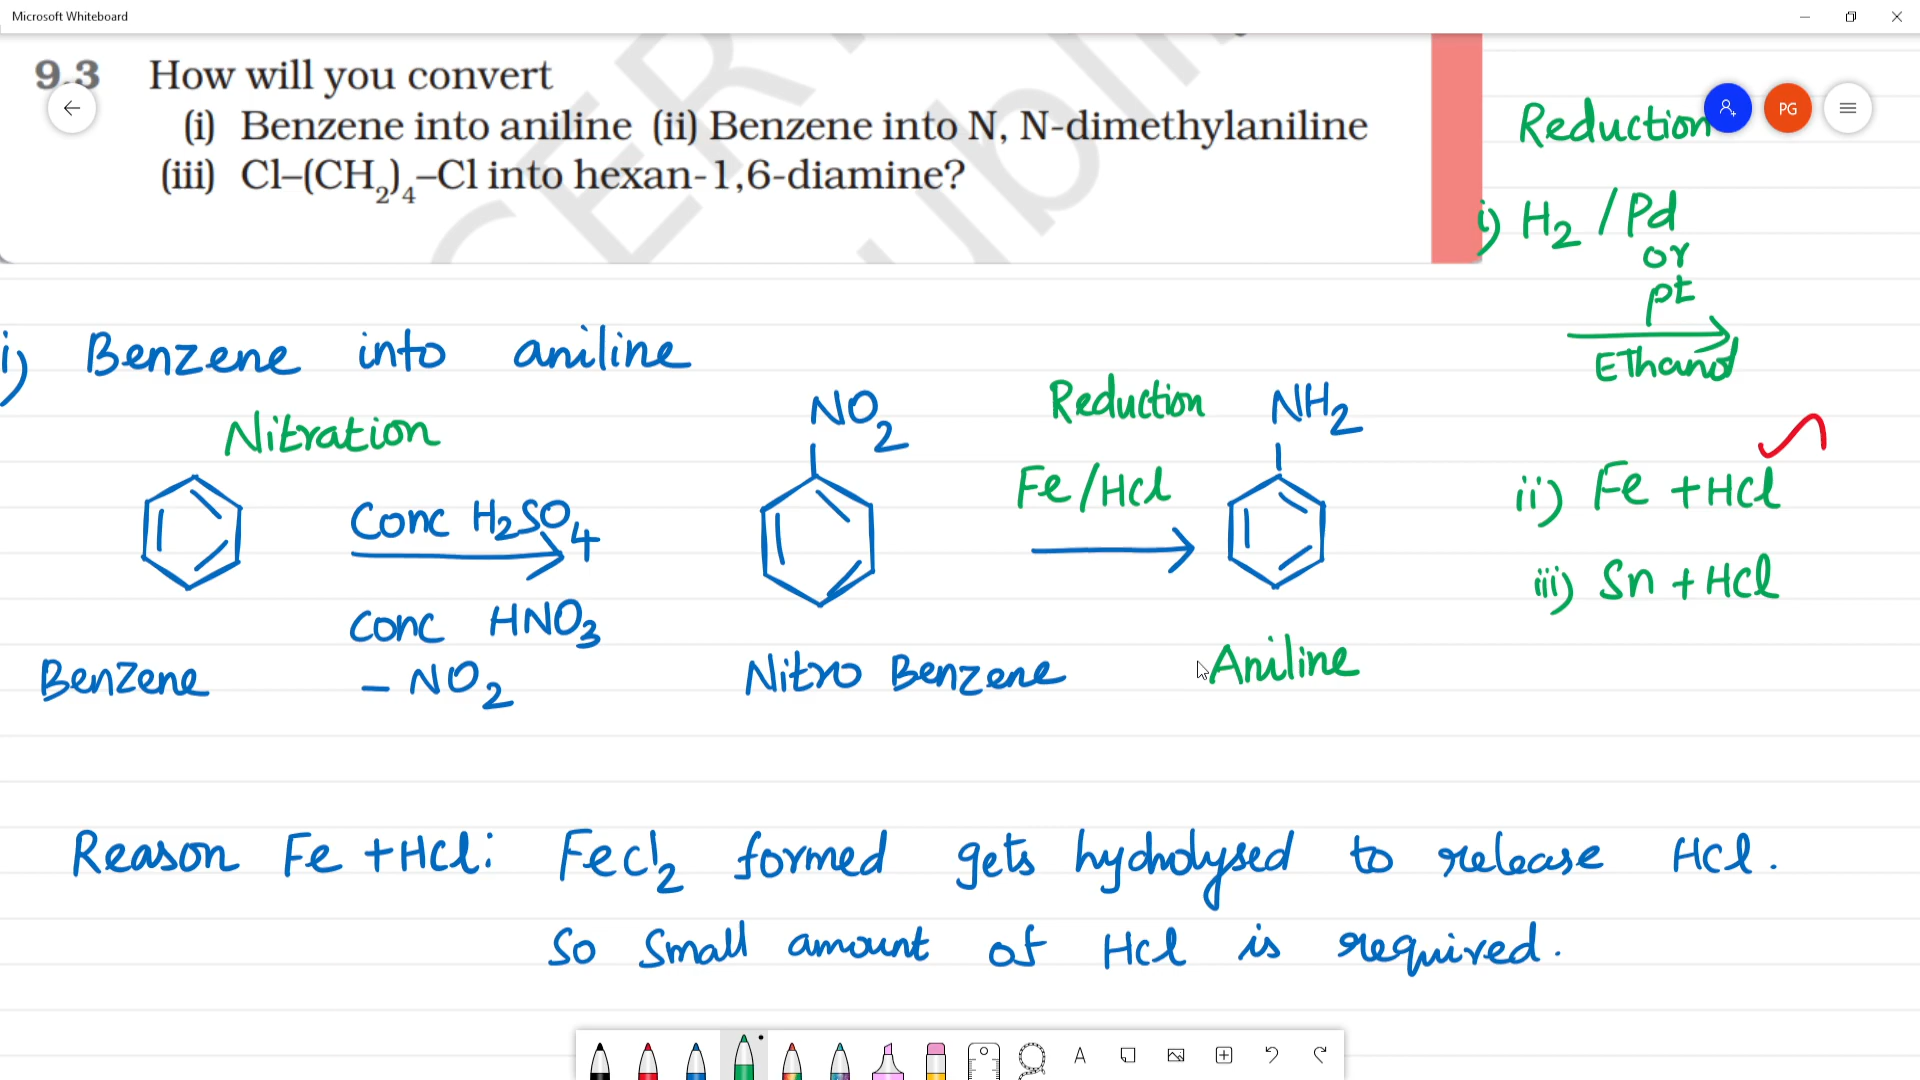 Microsoft Whiteboard
9.3 How will you convert
(i) Benzene into aniline (ii) Benzene into N, N-dimethylaniline
(iii) Cl–(CH2)4–Cl into hexan-1,6-diamine?
PG
Reduction
i) H2 / Pd
or
pt
Ethanol
ii) Fe + HCl
iii) Sn + HCl
i) Benzene into aniline
Nitration
Conc H2SO4
Conc HNO3
Benzene
– NO2
NO2
Nitro Benzene
Reduction
Fe/HCl
NH2
Aniline
Reason Fe + HCl: FeCl2 formed gets hydrolysed to release HCl.
So small amount of HCl is required.
A